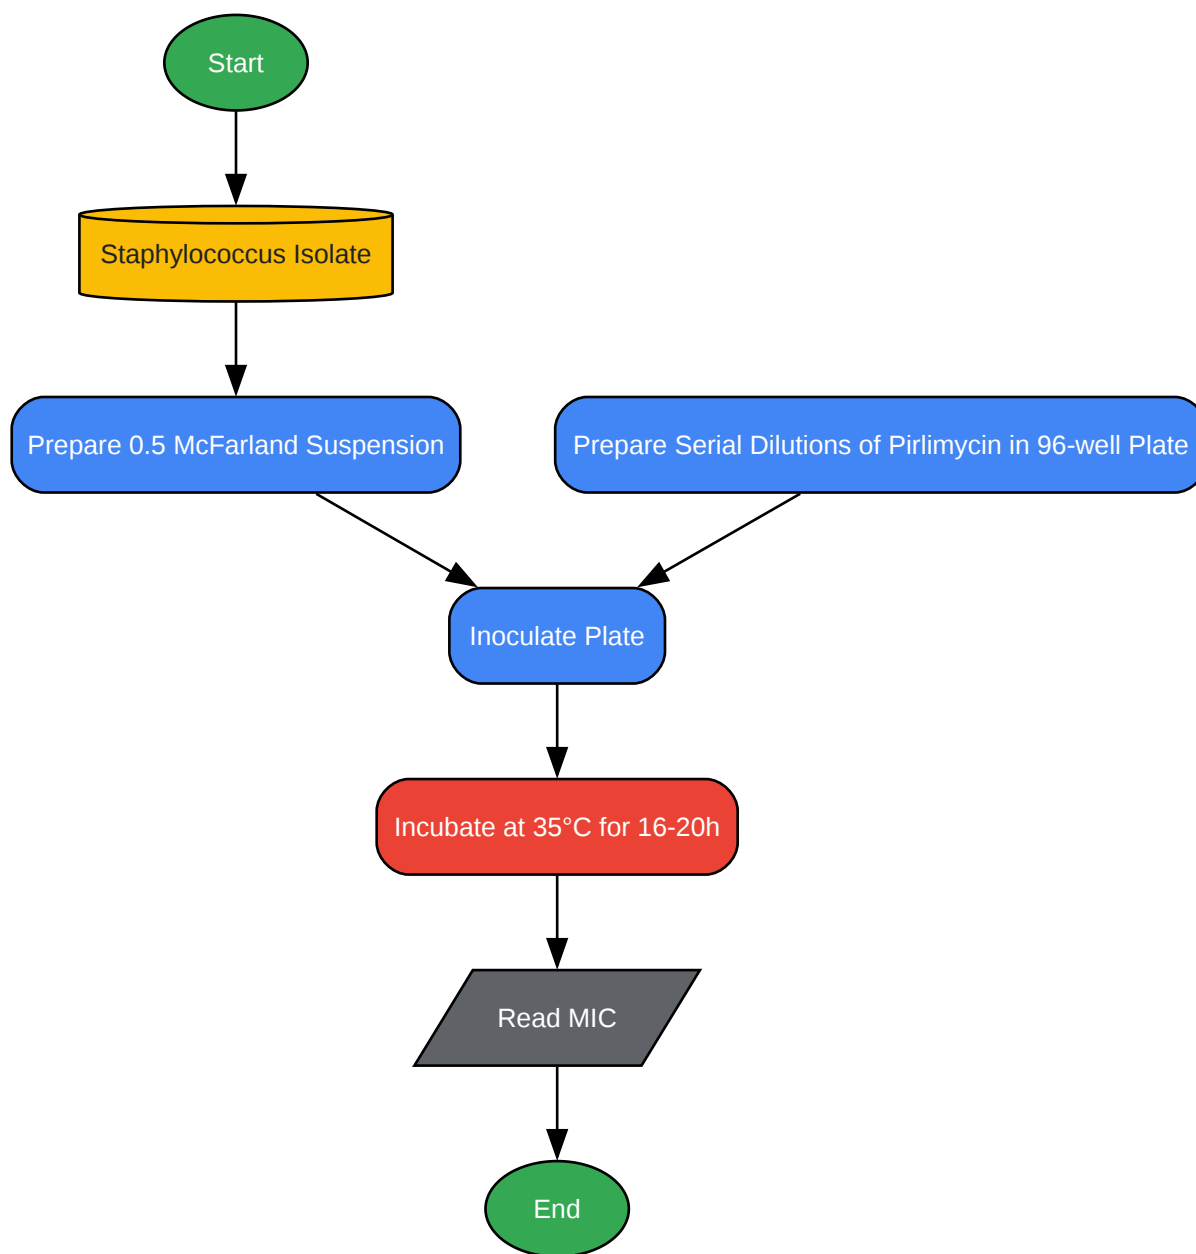 Start
Staphylococcus Isolate
Prepare 0.5 McFarland Suspension
Prepare Serial Dilutions of Pirlimycin in 96-well Plate
Inoculate Plate
Incubate at 35°C for 16-20h
Read MIC
End